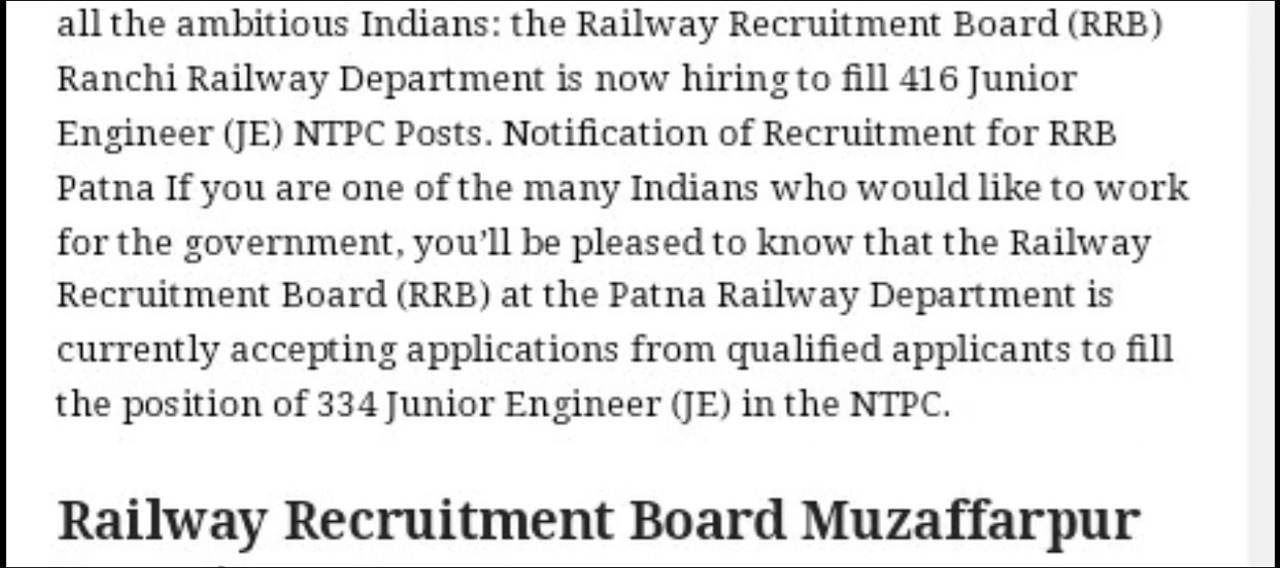 all the ambitious Indians: the Railway Recruitment Board (RRB)
Ranchi Railway Department is now hiring to fill 416 Junior
Engineer (JE) NTPC Posts. Notification of Recruitment for RRB
Patna If you are one of the many Indians who would like to work
for the government, you’ll be pleased to know that the Railway
Recruitment Board (RRB) at the Patna Railway Department is
currently accepting applications from qualified applicants to fill
the position of 334 Junior Engineer (JE) in the NTPC.
Railway Recruitment Board Muzaffarpur